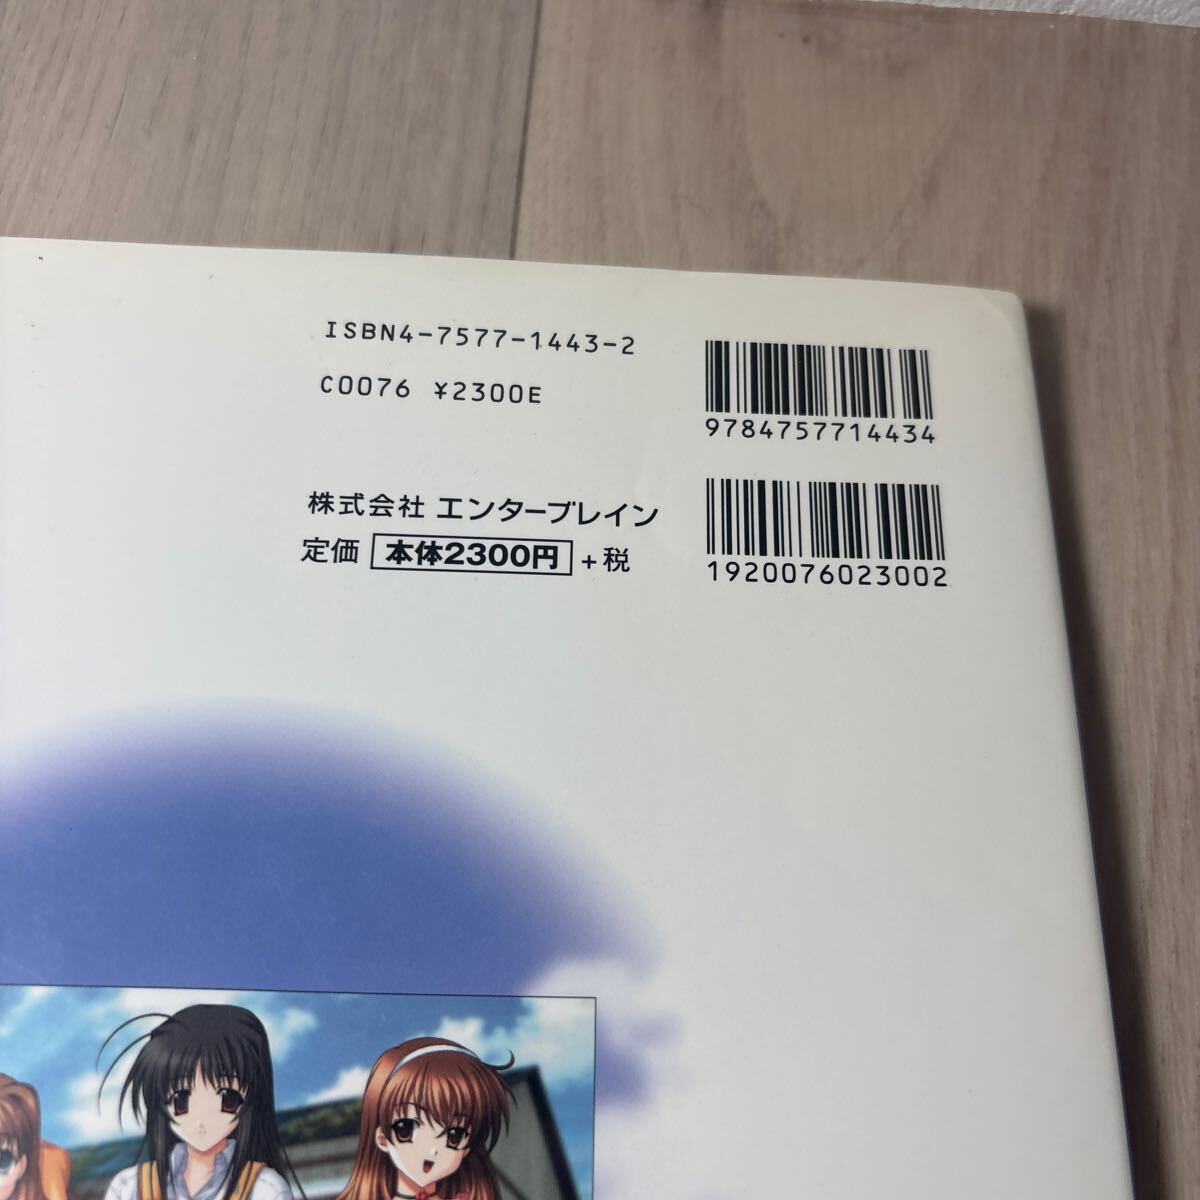 ISBN4-7577-1443-2
C0076 ¥2300E
株式会社 エンターブレイン
定価 本体2300円 +税
9784757714434
1920076023002